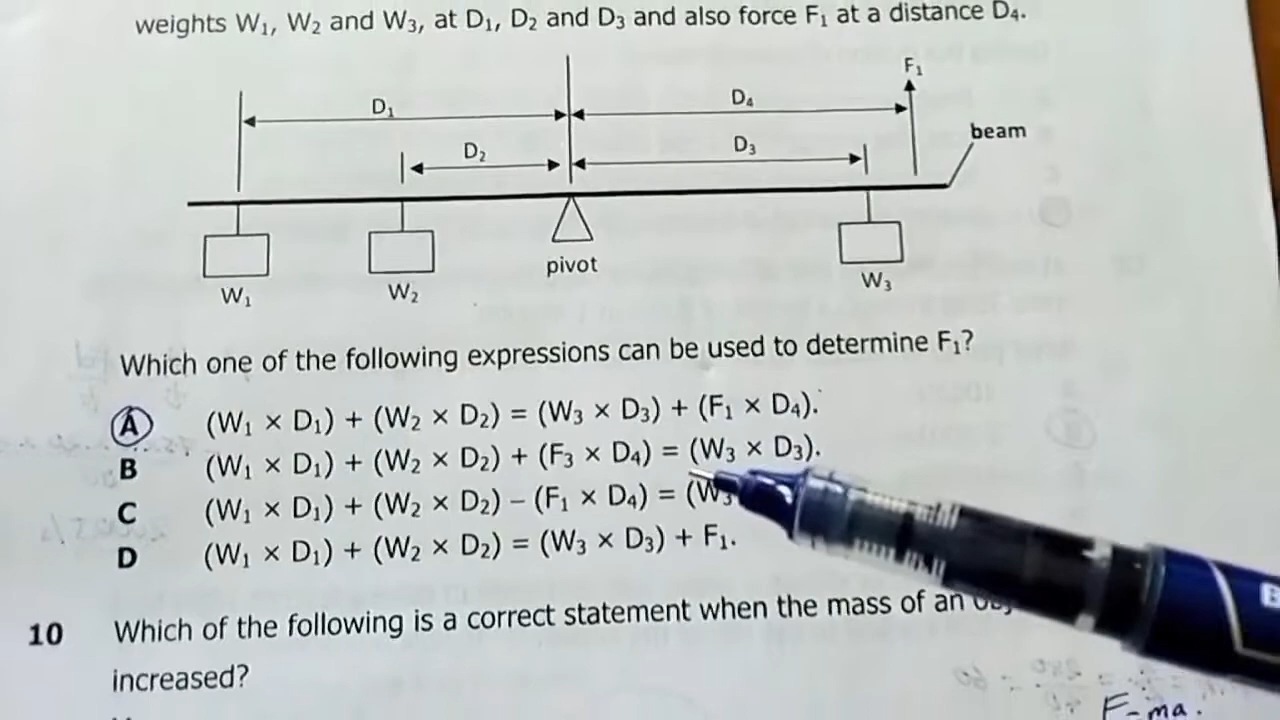 weights W₁, W₂ and W₃, at D₁, D₂ and D₃ and also force F₁ at a distance D₄.
F₁
D₁
D₄
beam
D₂
D₃
pivot
W₁
W₂
W₃
Which one of the following expressions can be used to determine F₁?
A (W₁ × D₁) + (W₂ × D₂) = (W₃ × D₃) + (F₁ × D₄).
B (W₁ × D₁) + (W₂ × D₂) + (F₃ × D₄) = (W₃ × D₃).
C (W₁ × D₁) + (W₂ × D₂) – (F₁ × D₄) = (W₃
D (W₁ × D₁) + (W₂ × D₂) = (W₃ × D₃) + F₁.
10 Which of the following is a correct statement when the mass of an
increased?
F=ma.